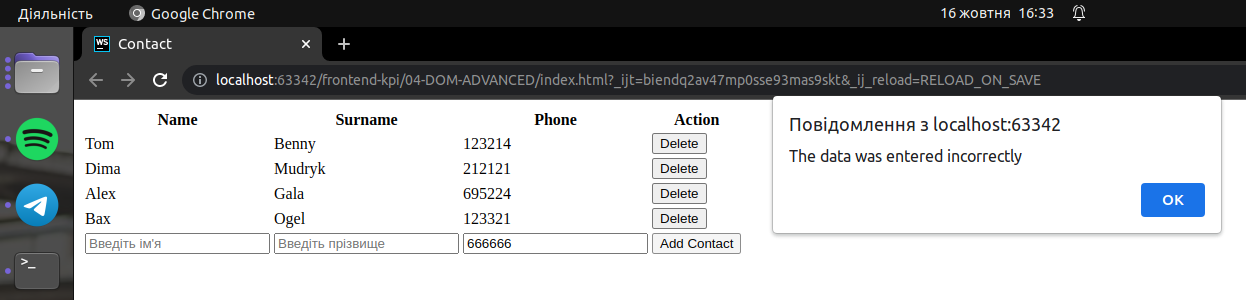 Діяльність Google Chrome 16 жовтня 16:33
WS Contact
localhost:63342/frontend-kpi/04-DOM-ADVANCED/index.html?_ijt=biendq2av47mp0sse93mas9skt&_ij_reload=RELOAD_ON_SAVE
Name Surname Phone Action
Tom Benny 123214 Delete
Dima Mudryk 212121 Delete
Alex Gala 695224 Delete
Bax Ogel 123321 Delete
Введіть ім'я Введіть прізвище 666666 Add Contact
Повідомлення з localhost:63342
The data was entered incorrectly
OK
>_